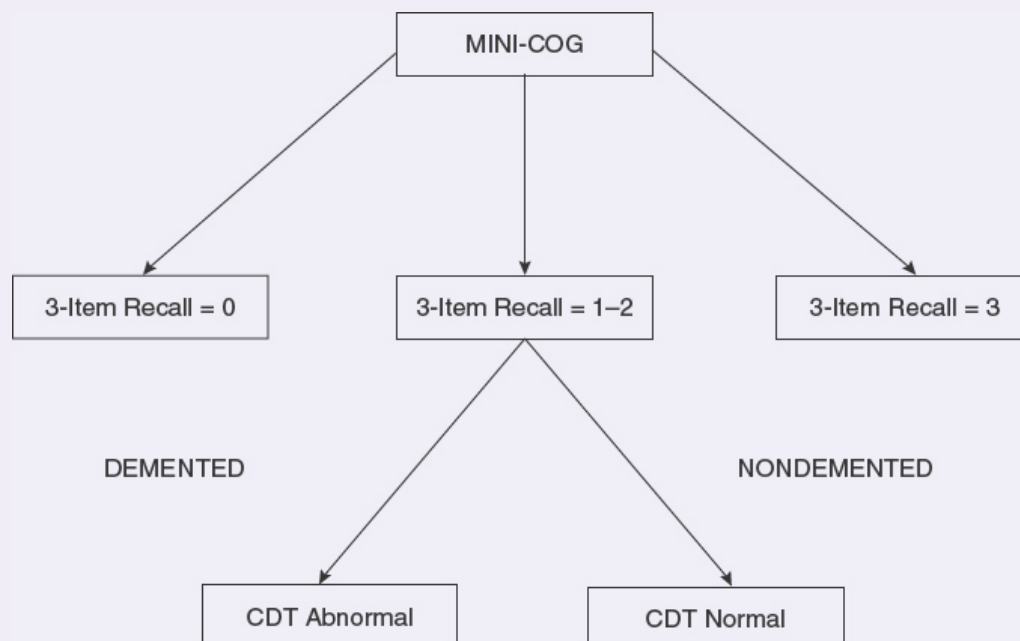 MINI-COG
3-Item Recall = 0
3-Item Recall = 1–2
3-Item Recall = 3
DEMENTED
NONDEMENTED
CDT Abnormal
CDT Normal